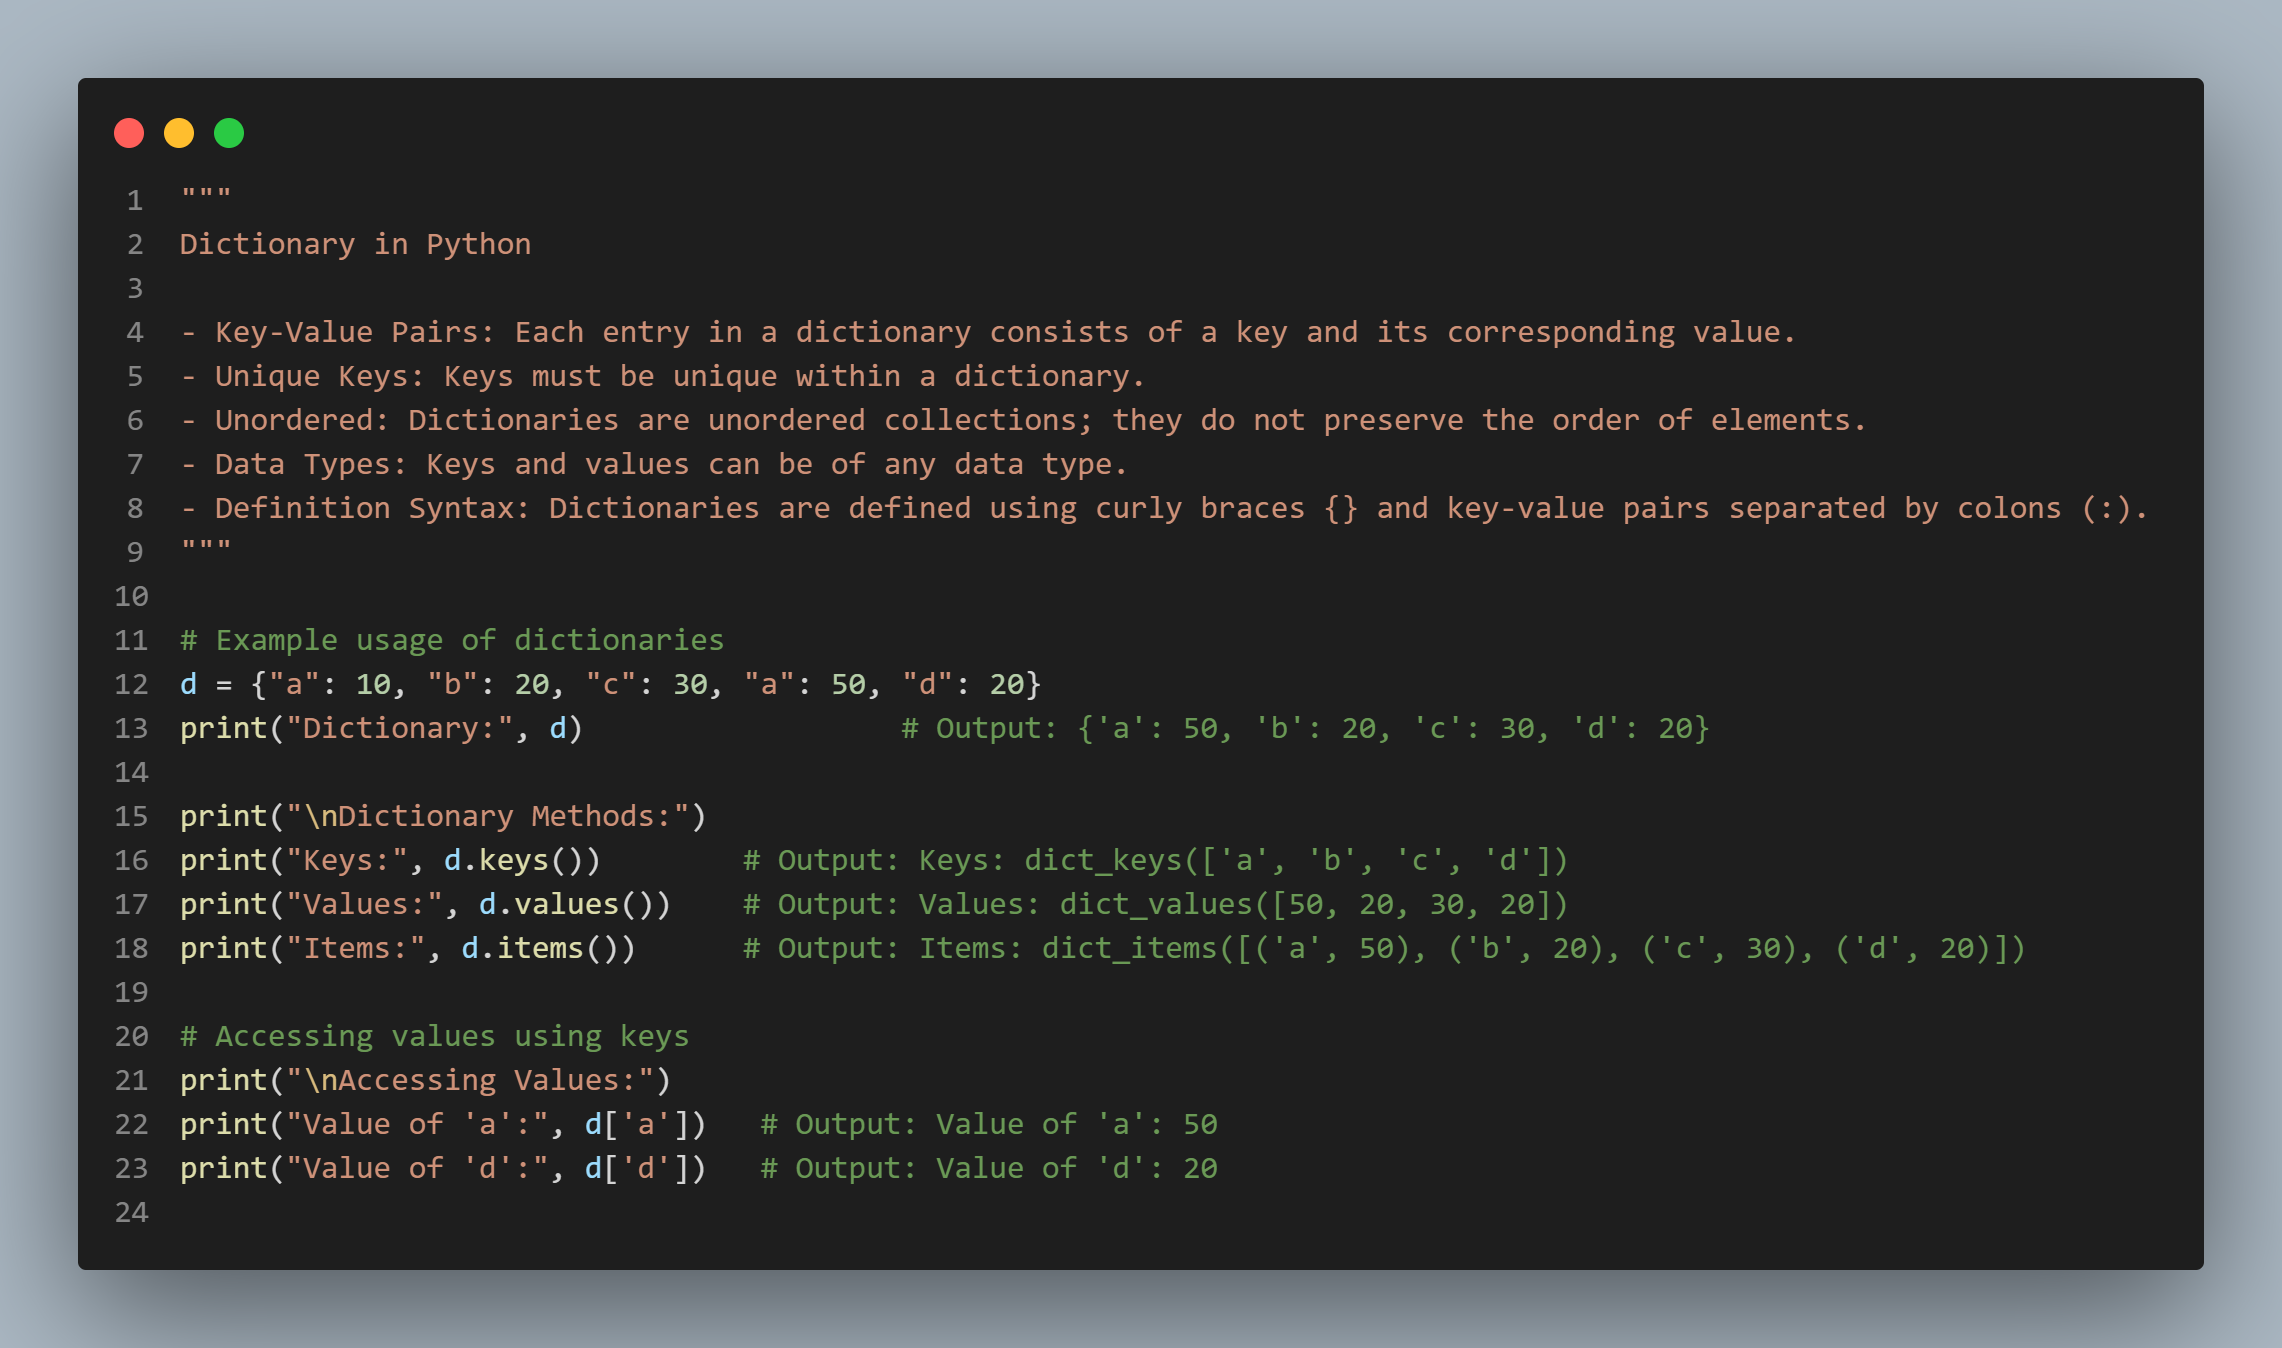 1 """
2 Dictionary in Python
3
4 - Key-Value Pairs: Each entry in a dictionary consists of a key and its corresponding value.
5 - Unique Keys: Keys must be unique within a dictionary.
6 - Unordered: Dictionaries are unordered collections; they do not preserve the order of elements.
7 - Data Types: Keys and values can be of any data type.
8 - Definition Syntax: Dictionaries are defined using curly braces {} and key-value pairs separated by colons (:).
9 """
10
11 # Example usage of dictionaries
12 d = {"a": 10, "b": 20, "c": 30, "a": 50, "d": 20}
13 print("Dictionary:", d)                  # Output: {'a': 50, 'b': 20, 'c': 30, 'd': 20}
14
15 print("\nDictionary Methods:")
16 print("Keys:", d.keys())        # Output: Keys: dict_keys(['a', 'b', 'c', 'd'])
17 print("Values:", d.values())    # Output: Values: dict_values([50, 20, 30, 20])
18 print("Items:", d.items())      # Output: Items: dict_items([('a', 50), ('b', 20), ('c', 30), ('d', 20)])
19
20 # Accessing values using keys
21 print("\nAccessing Values:")
22 print("Value of 'a':", d['a'])   # Output: Value of 'a': 50
23 print("Value of 'd':", d['d'])   # Output: Value of 'd': 20
24